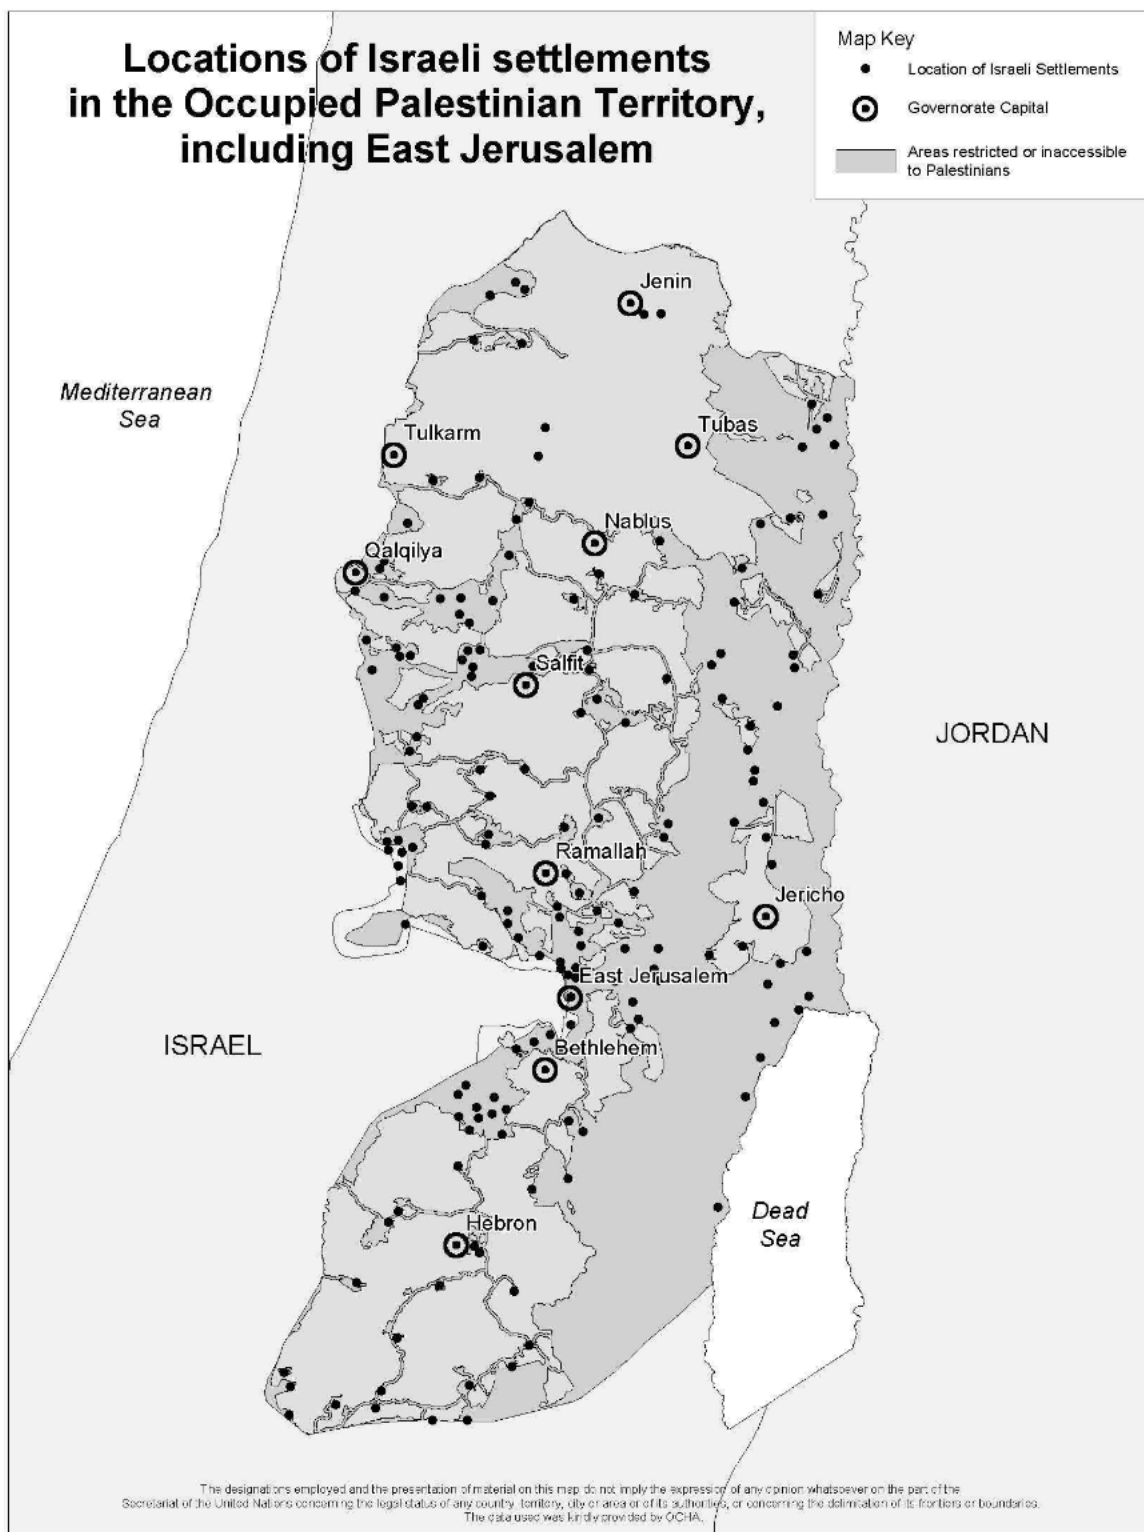 Locations of Israeli settlements
in the Occupied Palestinian Territory,
including East Jerusalem
Map Key
Location of Israeli Settlements
Governorate Capital
Areas restricted or inaccessible
to Palestinians
Jenin
Mediterranean
Sea
Tulkarm
Tubas
Nablus
Qalqilya
Salfit
JORDAN
Ramallah
Jericho
East Jerusalem
ISRAEL
Bethlehem
Dead
Sea
Hebron
The designations employed and the presentation of material on this map do not imply the expression of any opinion whatsoever on the part of the
Secretariat of the United Nations concerning the legal status of any country, territory, city or area or of its authorities, or concerning the delimitation of its frontiers or boundaries.
The data used was kindly provided by OCHA.